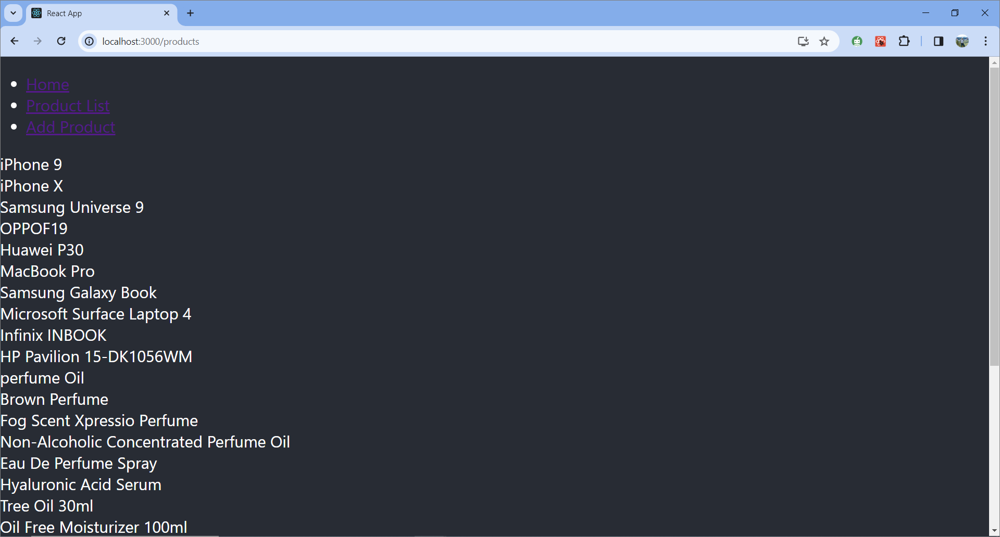 React App
localhost:3000/products
Home
Product List
Add Product
iPhone 9
iPhone X
Samsung Universe 9
OPPOF19
Huawei P30
MacBook Pro
Samsung Galaxy Book
Microsoft Surface Laptop 4
Infinix INBOOK
HP Pavilion 15-DK1056WM
perfume Oil
Brown Perfume
Fog Scent Xpressio Perfume
Non-Alcoholic Concentrated Perfume Oil
Eau De Perfume Spray
Hyaluronic Acid Serum
Tree Oil 30ml
Oil Free Moisturizer 100ml